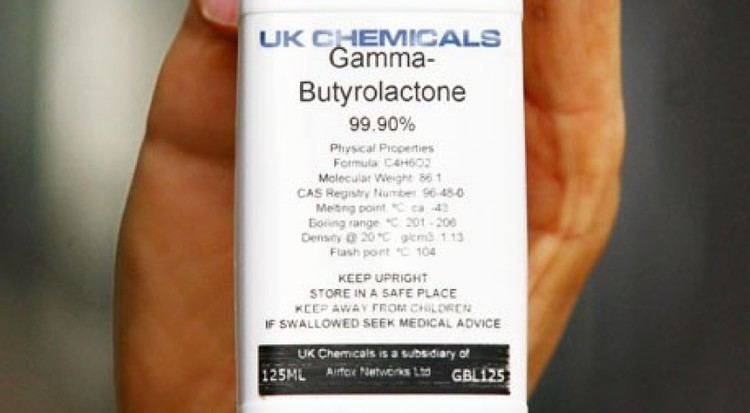 UK CHEMICALS
Gamma-
Butyrolactone
99.90%
Physical Properties
Formula: C4H6O2
Molecular Weight: 86.1
CAS Registry Number: 96-48-0
Melting point, °C: ca. -43
Boiling range, °C: 201 - 206
Density @ 20 °C, g/cm3: 1.13
Flash point, °C: 104
KEEP UPRIGHT
STORE IN A SAFE PLACE
KEEP AWAY FROM CHILDREN
IF SWALLOWED SEEK MEDICAL ADVICE
UK Chemicals is a subsidiary of
125ML Airfox Networks Ltd GBL125